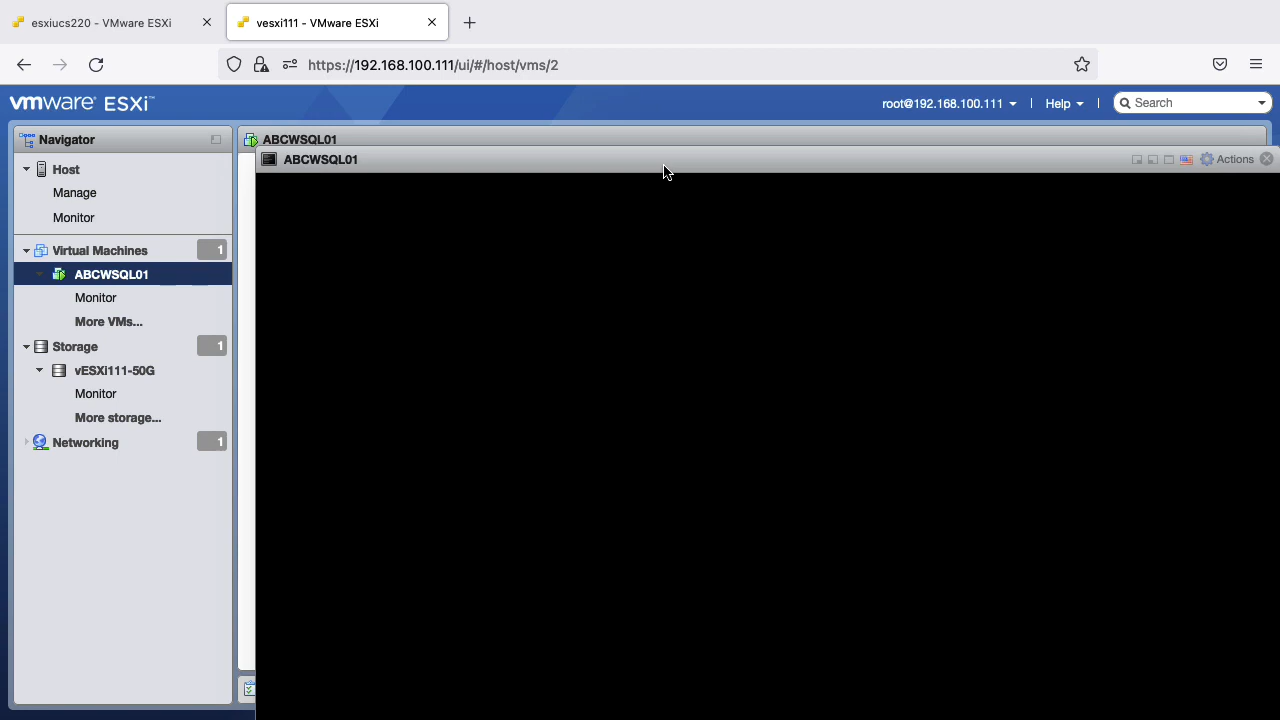 esxiucs220 - VMware ESXi
vesxi111 - VMware ESXi
https://192.168.100.111/ui/#/host/vms/2
vmware ESXi™
root@192.168.100.111
Help
Search
Navigator
ABCWSQL01
ABCWSQL01
Actions
Host
Manage
Monitor
Virtual Machines 1
ABCWSQL01
Monitor
More VMs...
Storage 1
vESXi111-50G
Monitor
More storage...
Networking 1